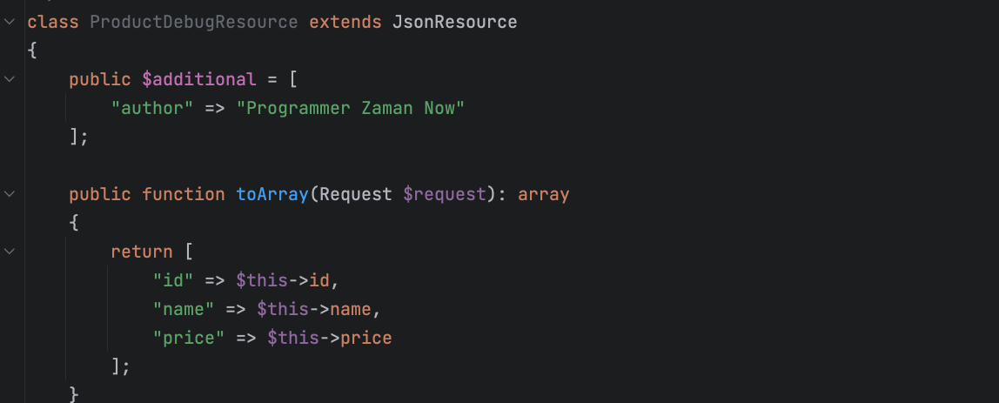 class ProductDebugResource extends JsonResource
{
    public $additional = [
        "author" => "Programmer Zaman Now"
    ];

    public function toArray(Request $request): array
    {
        return [
            "id" => $this->id,
            "name" => $this->name,
            "price" => $this->price
        ];
    }